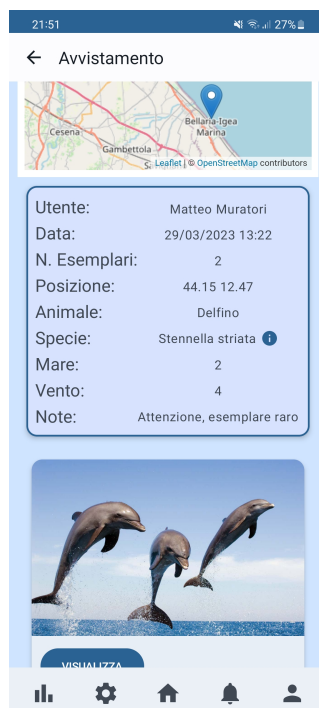 21:51 27%
Avvistamento
Cesena
Bellaria-Igea
Marina
Gambettola
Leaflet | © OpenStreetMap contributors
Utente: Matteo Muratori
Data: 29/03/2023 13:22
N. Esemplari: 2
Posizione: 44.15 12.47
Animale: Delfino
Specie: Stennella striata i
Mare: 2
Vento: 4
Note: Attenzione, esemplare raro
VISUALIZZA